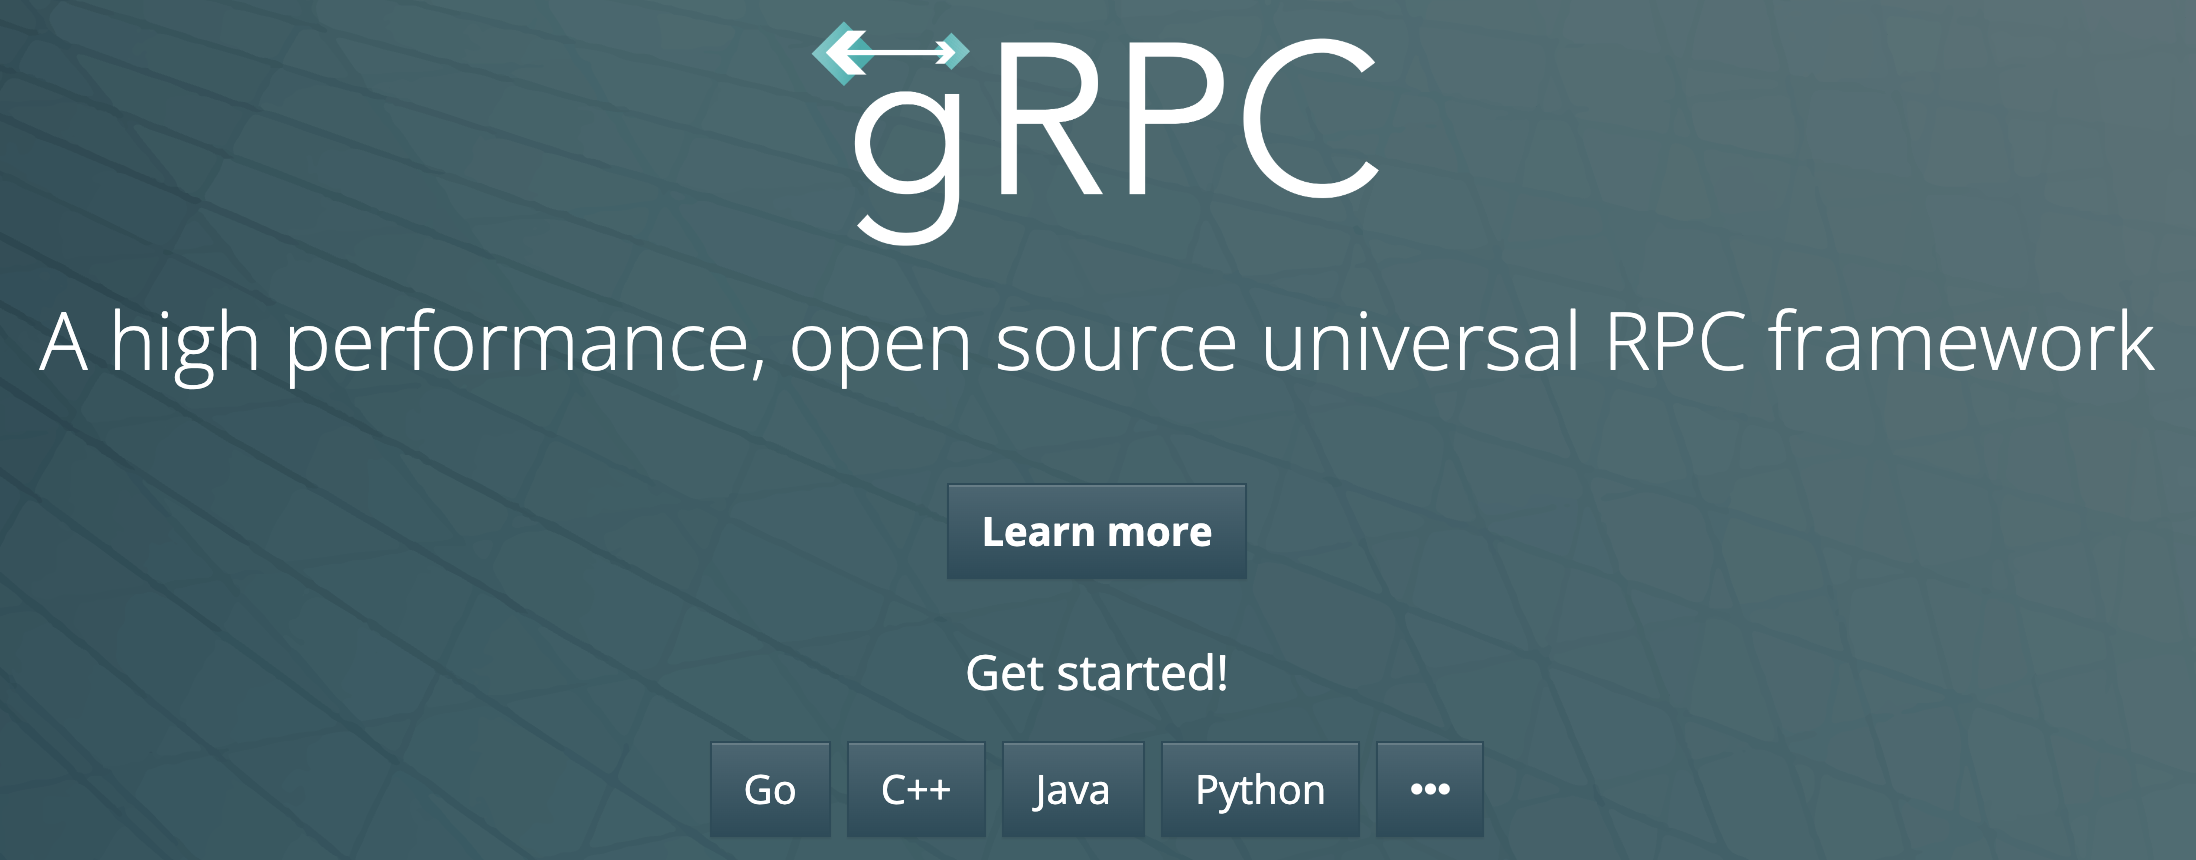 gRPC
A high performance, open source universal RPC framework
Learn more
Get started!
Go C++ Java Python •••